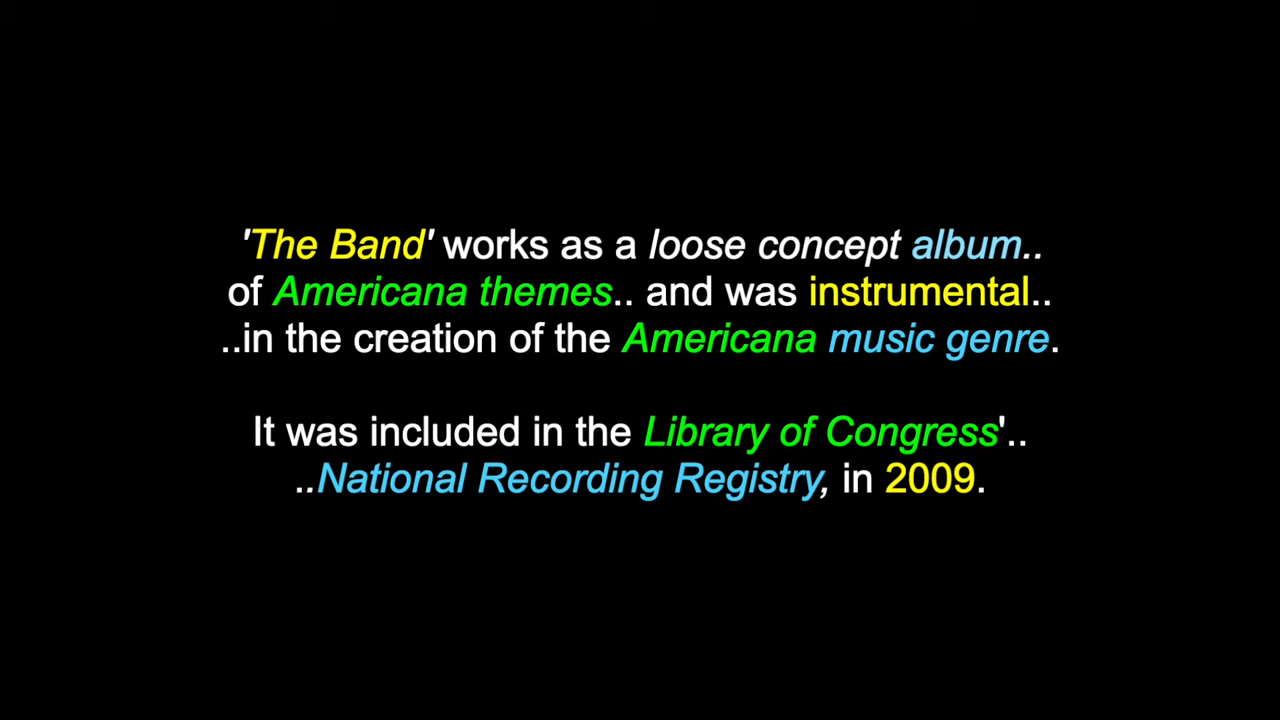 'The Band' works as a loose concept album..
of Americana themes.. and was instrumental..
..in the creation of the Americana music genre.
It was included in the Library of Congress'..
..National Recording Registry, in 2009.